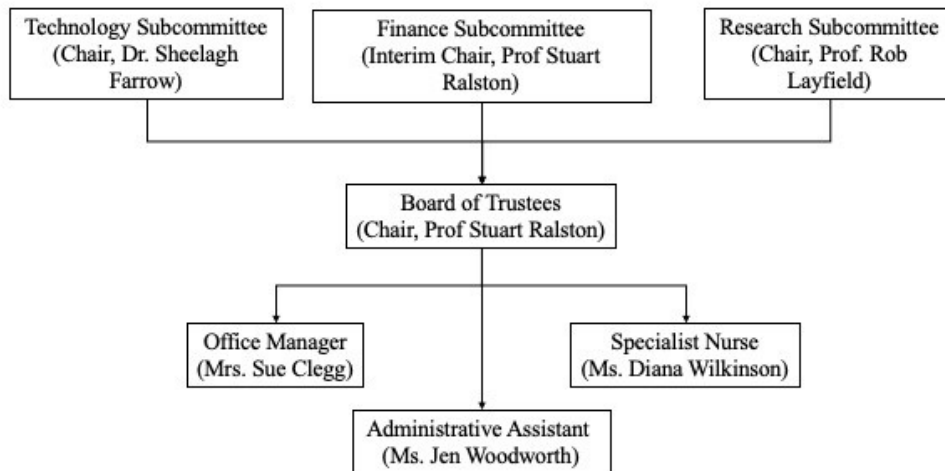 Technology Subcommittee
(Chair, Dr. Sheelagh
Farrow)
Finance Subcommittee
(Interim Chair, Prof Stuart
Ralston)
Research Subcommittee
(Chair, Prof. Rob
Layfield)
Board of Trustees
(Chair, Prof Stuart Ralston)
Office Manager
(Mrs. Sue Clegg)
Specialist Nurse
(Ms. Diana Wilkinson)
Administrative Assistant
(Ms. Jen Woodworth)